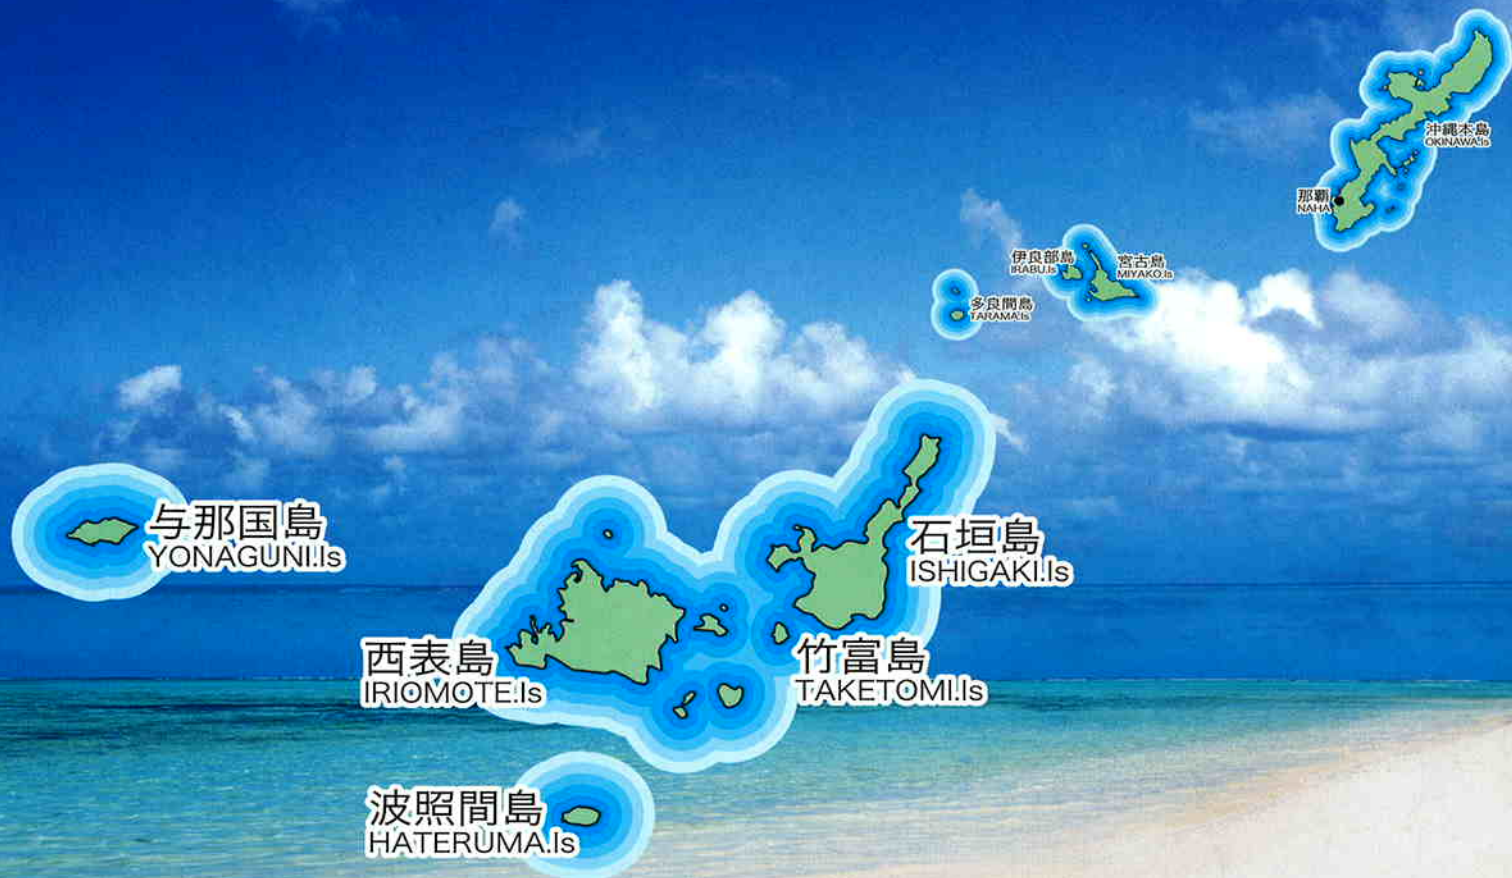 沖縄本島
OKINAWA.Is
那覇
NAHA
伊良部島
IRABU.Is
宮古島
MIYAKO.Is
多良間島
TARAMA.Is
与那国島
YONAGUNI.Is
石垣島
ISHIGAKI.Is
西表島
IRIOMOTE.Is
竹富島
TAKETOMI.Is
波照間島
HATERUMA.Is